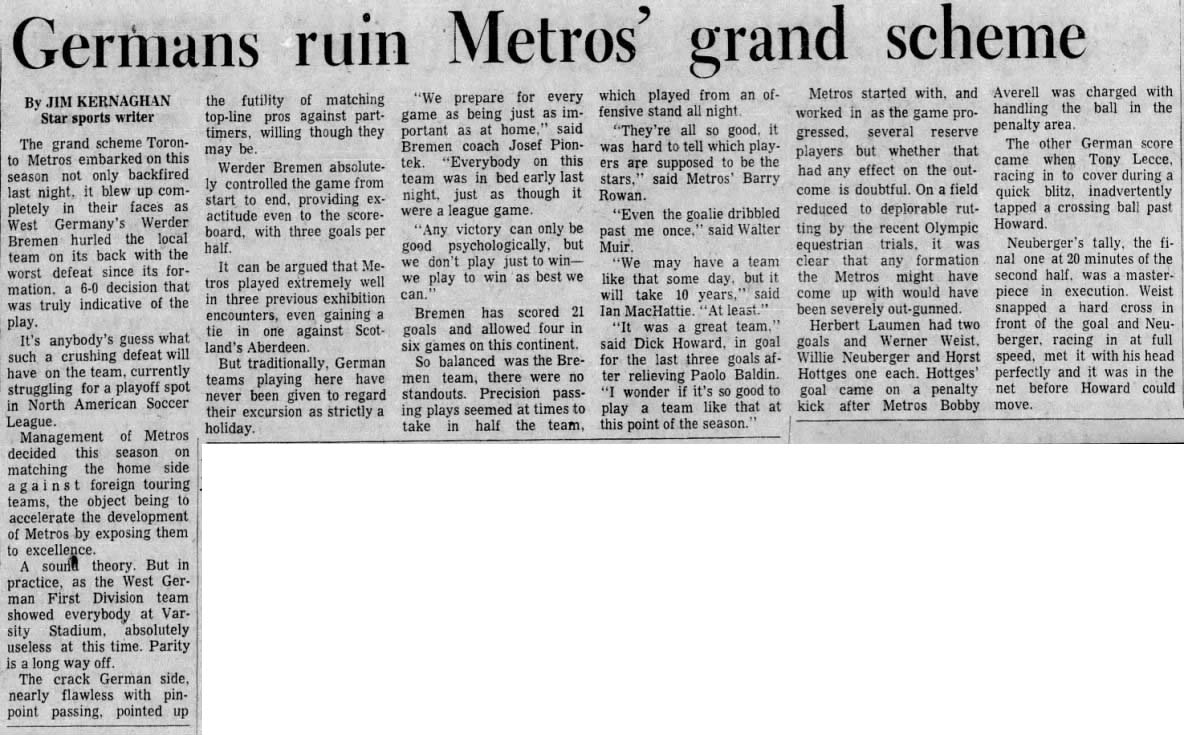 Germans ruin Metros' grand scheme
By JIM KERNAGHAN
Star sports writer
The grand scheme Toron-
to Metros embarked on this
season not only backfired
last night, it blew up com-
pletely in their faces as
West Germany's Werder
Bremen hurled the local
team on its back with the
worst defeat since its for-
mation, a 6-0 decision that
was truly indicative of the
play.
It's anybody's guess what
such a crushing defeat will
have on the team, currently
struggling for a playoff spot
in North American Soccer
League.
Management of Metros
decided this season on
matching the home side
against foreign touring
teams, the object being to
accelerate the development
of Metros by exposing them
to excellence.
A sound theory. But in
practice, as the West Ger-
man First Division team
showed everybody at Var-
sity Stadium, absolutely
useless at this time. Parity
is a long way off.
The crack German side,
nearly flawless with pin-
point passing, pointed up
the futility of matching
top-line pros against part-
timers, willing though they
may be.
Werder Bremen absolute-
ly controlled the game from
start to end, providing ex-
actitude even to the score-
board, with three goals per
half.
It can be argued that Me-
tros played extremely well
in three previous exhibition
encounters, even gaining a
tie in one against Scot-
land's Aberdeen.
But traditionally, German
teams playing here have
never been given to regard
their excursion as strictly a
holiday.
"We prepare for every
game as being just as im-
portant as at home," said
Bremen coach Josef Pion-
tek. "Everybody on this
team was in bed early last
night, just as though it
were a league game.
"Any victory can only be
good psychologically, but
we don't play just to win—
we play to win as best we
can."
Bremen has scored 21
goals and allowed four in
six games on this continent.
So balanced was the Bre-
men team, there were no
standouts. Precision pass-
ing plays seemed at times to
take in half the team,
which played from an of-
fensive stand all night.
"They're all so good, it
was hard to tell which play-
ers are supposed to be the
stars," said Metros' Barry
Rowan.
"Even the goalie dribbled
past me once," said Walter
Muir.
"We may have a team
like that some day, but it
will take 10 years," said
Ian MacHattie. "At least."
"It was a great team,"
said Dick Howard, in goal
for the last three goals af-
ter relieving Paolo Baldin.
"I wonder if it's so good to
play a team like that at
this point of the season."
Metros started with, and
worked in as the game pro-
gressed, several reserve
players but whether that
had any effect on the out-
come is doubtful. On a field
reduced to deplorable rut-
ting by the recent Olympic
equestrian trials, it was
clear that any formation
the Metros might have
come up with would have
been severely out-gunned.
Herbert Laumen had two
goals and Werner Weist,
Willie Neuberger and Horst
Hottges one each. Hottges'
goal came on a penalty
kick after Metros Bobby
Averell was charged with
handling the ball in the
penalty area.
The other German score
came when Tony Lecce,
racing in to cover during a
quick blitz, inadvertently
tapped a crossing ball past
Howard.
Neuberger's tally, the fi-
nal one at 20 minutes of the
second half, was a master-
piece in execution. Weist
snapped a hard cross in
front of the goal and Neu-
berger, racing in at full
speed, met it with his head
perfectly and it was in the
net before Howard could
move.